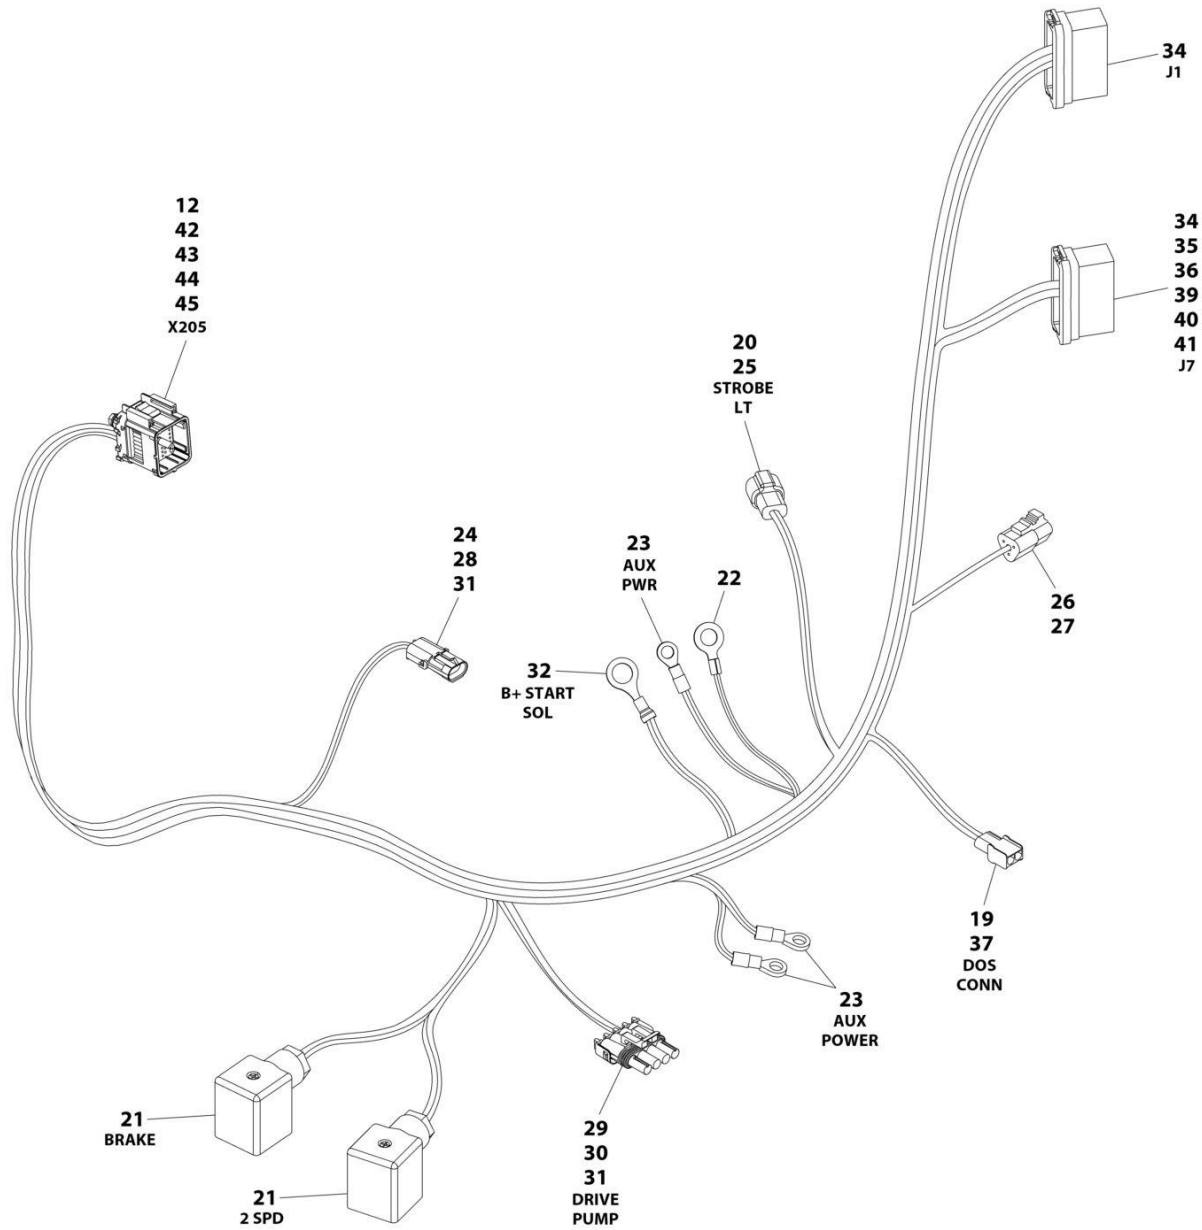 34
J1
12
42
43
44
45
X205
34
35
36
39
40
41
J7
20
25
STROBE
LT
24
28
31
23
AUX
PWR
22
26
27
32
B+ START
SOL
19
37
DOS
CONN
23
AUX
POWER
21
BRAKE
29
30
31
DRIVE
PUMP
21
2 SPD